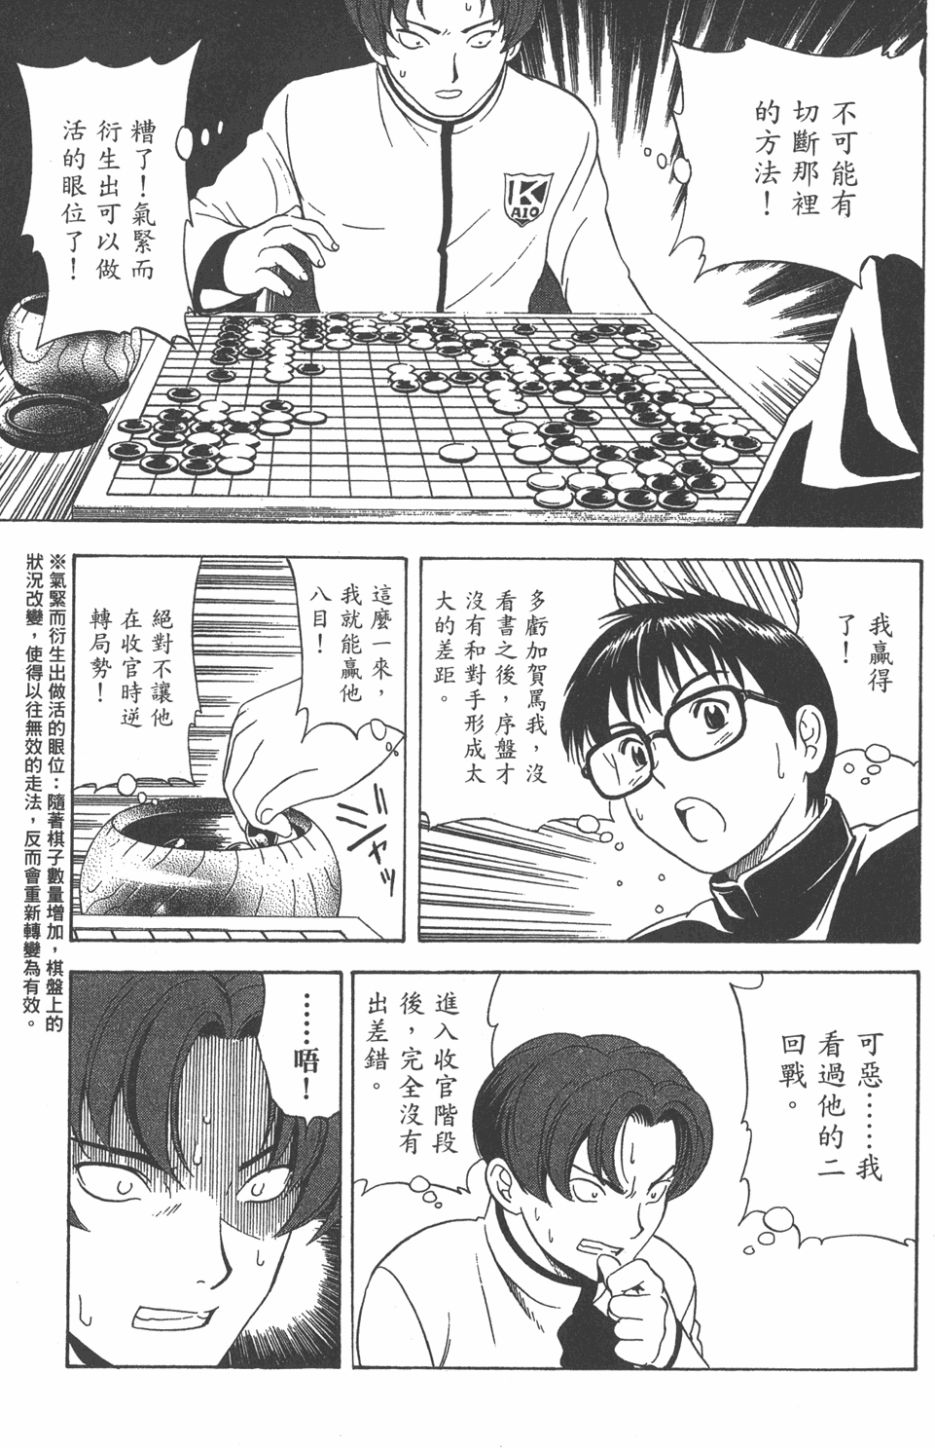 不可能有
切斷那裡
的方法！
糟了！氣緊而
衍生出可以做
活的眼位了！
K
AIO
我贏得
了！
多虧加賀罵我，沒
看書之後，序盤才
沒有和對手形成太
大的差距。
這麼一來，
我就能贏他
八目！
絕對不讓他
在收官時逆
轉局勢！
ジャッ
※氣緊而衍生出做活的眼位：隨著棋子數量增加，棋盤上的
狀況改變，使得以往無效的走法，反而會重新轉變為有效。
可惡……我
看過他的二
回戰。
進入收官階段
後，完全沒有
出差錯。
……唔！